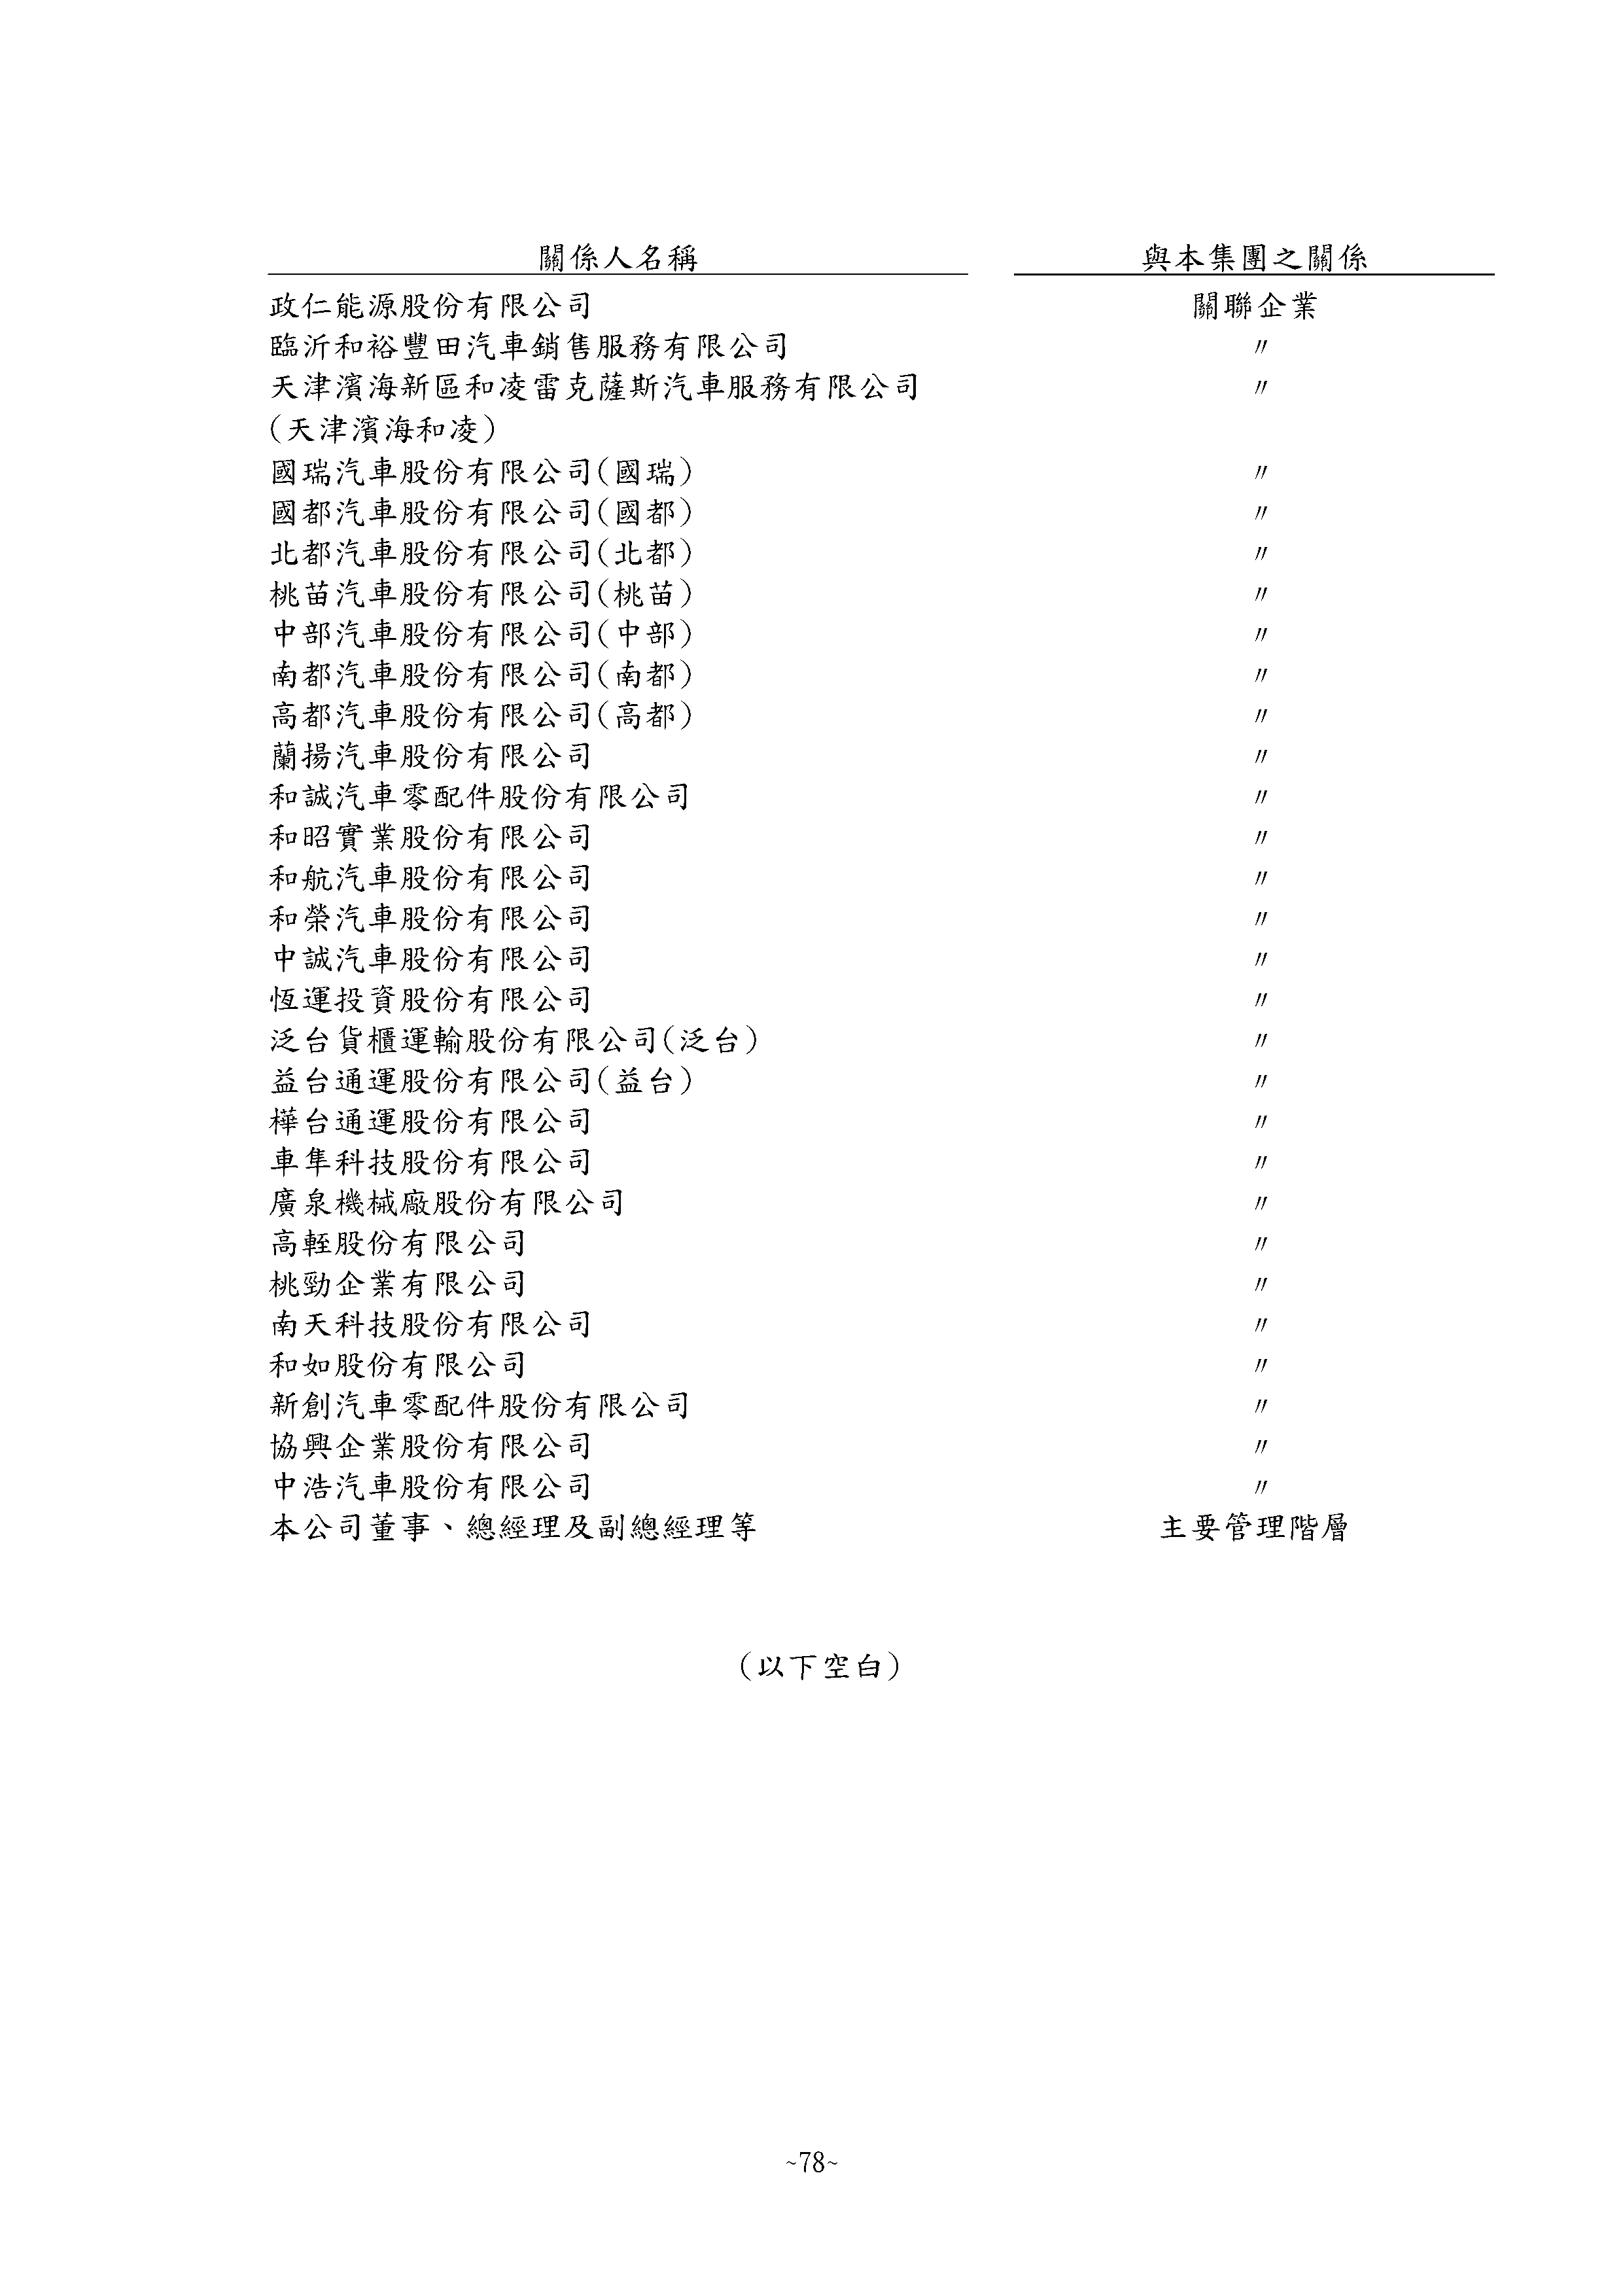 關係人名稱 與本集團之關係
政仁能源股份有限公司 關聯企業
臨沂和裕豐田汽車銷售服務有限公司 〃
天津濱海新區和凌雷克薩斯汽車服務有限公司 〃
(天津濱海和凌)
國瑞汽車股份有限公司(國瑞) 〃
國都汽車股份有限公司(國都) 〃
北都汽車股份有限公司(北都) 〃
桃苗汽車股份有限公司(桃苗) 〃
中部汽車股份有限公司(中部) 〃
南都汽車股份有限公司(南都) 〃
高都汽車股份有限公司(高都) 〃
蘭揚汽車股份有限公司 〃
和誠汽車零配件股份有限公司 〃
和昭實業股份有限公司 〃
和航汽車股份有限公司 〃
和榮汽車股份有限公司 〃
中誠汽車股份有限公司 〃
恆運投資股份有限公司 〃
泛台貨櫃運輸股份有限公司(泛台) 〃
益台通運股份有限公司(益台) 〃
樺台通運股份有限公司 〃
車隼科技股份有限公司 〃
廣泉機械廠股份有限公司 〃
高輊股份有限公司 〃
桃勁企業有限公司 〃
南天科技股份有限公司 〃
和如股份有限公司 〃
新創汽車零配件股份有限公司 〃
協興企業股份有限公司 〃
中浩汽車股份有限公司 〃
本公司董事、總經理及副總經理等 主要管理階層
(以下空白)
~78~